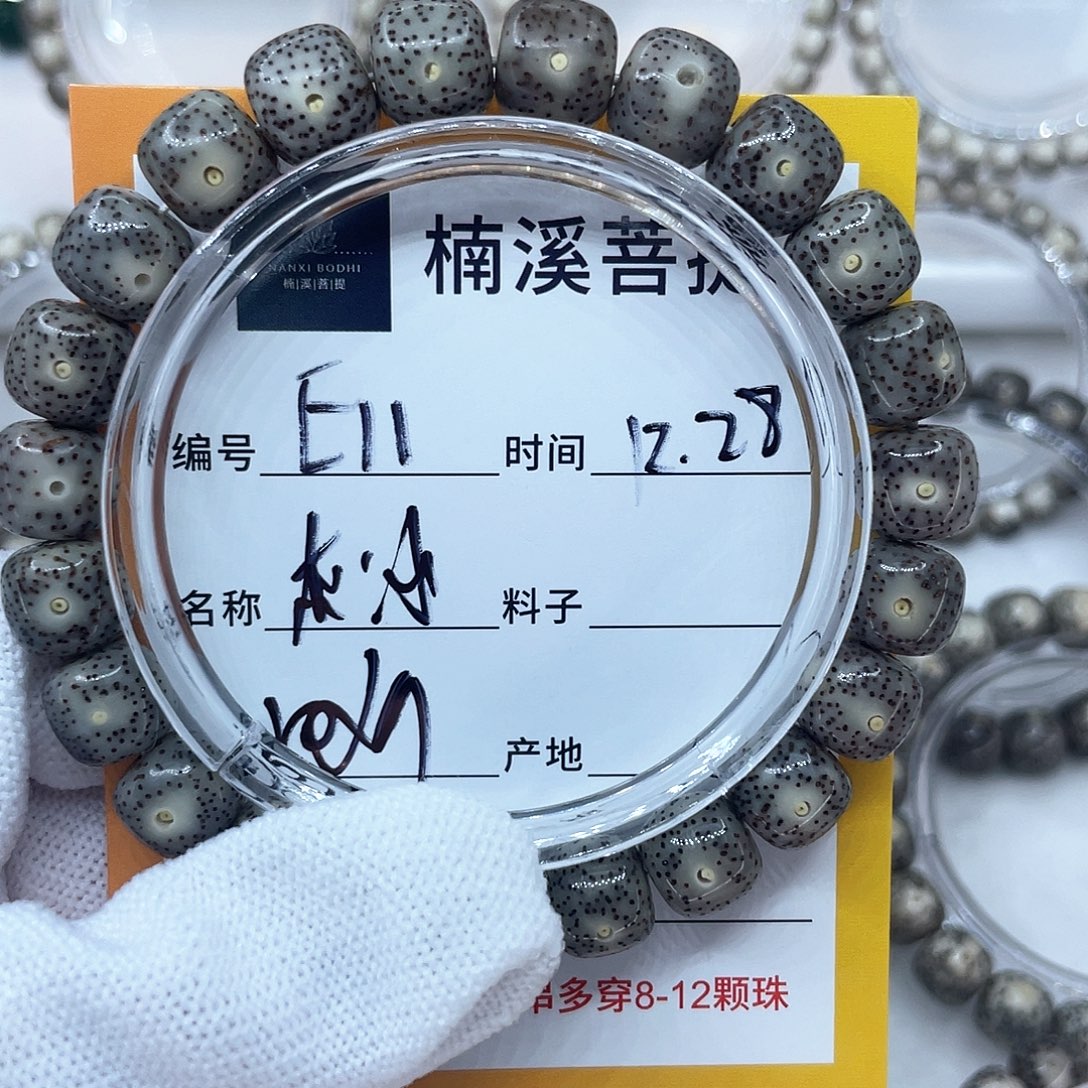 NANXI BODHI
楠|溪|菩|提
楠溪菩提
编号 E11 时间 12.28
名称 料子
10x 产地
多穿8-12颗珠